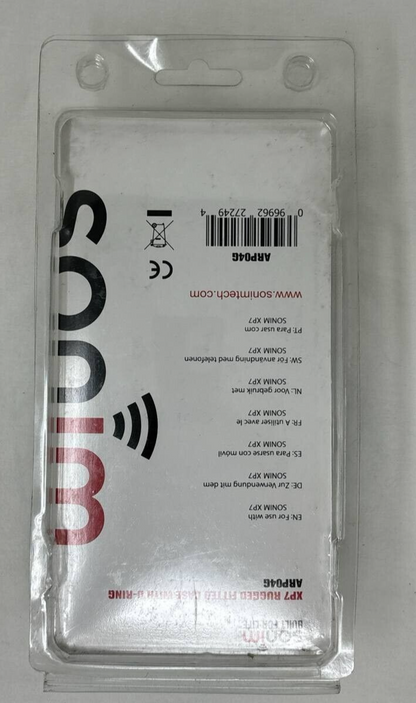 sonim
BUILT FOR LIFE
XP7 RUGGED FITTED CASE WITH D-RING
ARP04G
EN: For use with
SONIM XP7
DE: Zur Verwendung mit dem
SONIM XP7
ES: Para usarse con móvil
SONIM XP7
FR: A utiliser avec le
SONIM XP7
NL: Voor gebruik met
SONIM XP7
SW: För användning med telefonen
SONIM XP7
PT: Para usar com
SONIM XP7
www.sonimtech.com
ARP04G
0 96962 27249 4
CE
sonim